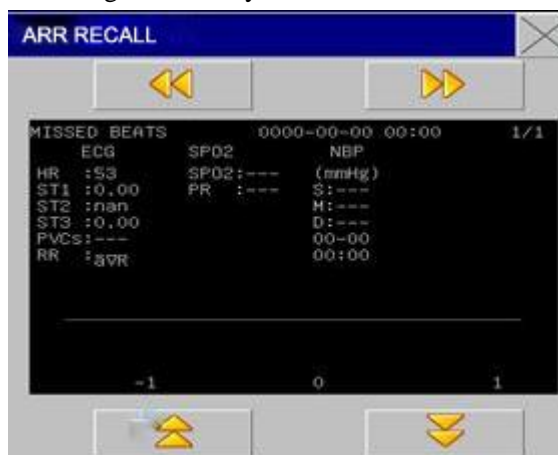 ARR RECALL
MISSED BEATS 0000-00-00 00:00 1/1
ECG SPO2 NBP
HR :53 SPO2:--- (mmHg)
ST1 :0.00 PR :--- S:---
ST2 :nan M:---
ST3 :0.00 D:---
PVCs:--- 00-00
RR : 00:00
aVR
-1 0 1